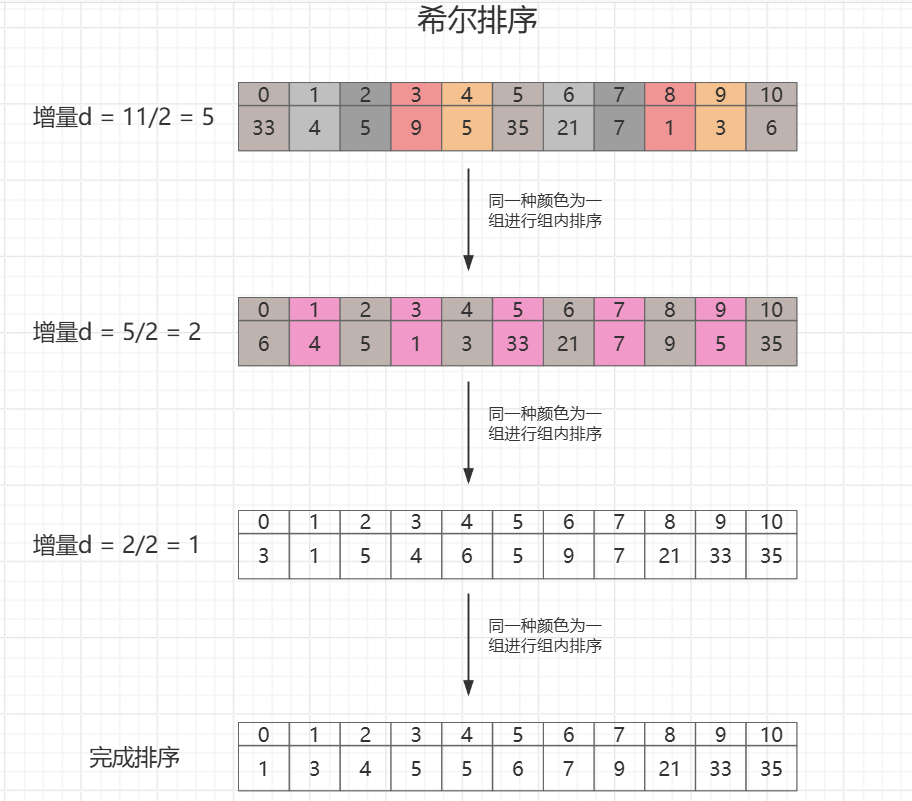 希尔排序
0 1 2 3 4 5 6 7 8 9 10
增量d = 11/2 = 5
33 4 5 9 5 35 21 7 1 3 6
同一种颜色为一
组进行组内排序
0 1 2 3 4 5 6 7 8 9 10
增量d = 5/2 = 2
6 4 5 1 3 33 21 7 9 5 35
同一种颜色为一
组进行组内排序
0 1 2 3 4 5 6 7 8 9 10
增量d = 2/2 = 1
3 1 5 4 6 5 9 7 21 33 35
同一种颜色为一
组进行组内排序
0 1 2 3 4 5 6 7 8 9 10
完成排序
1 3 4 5 5 6 7 9 21 33 35